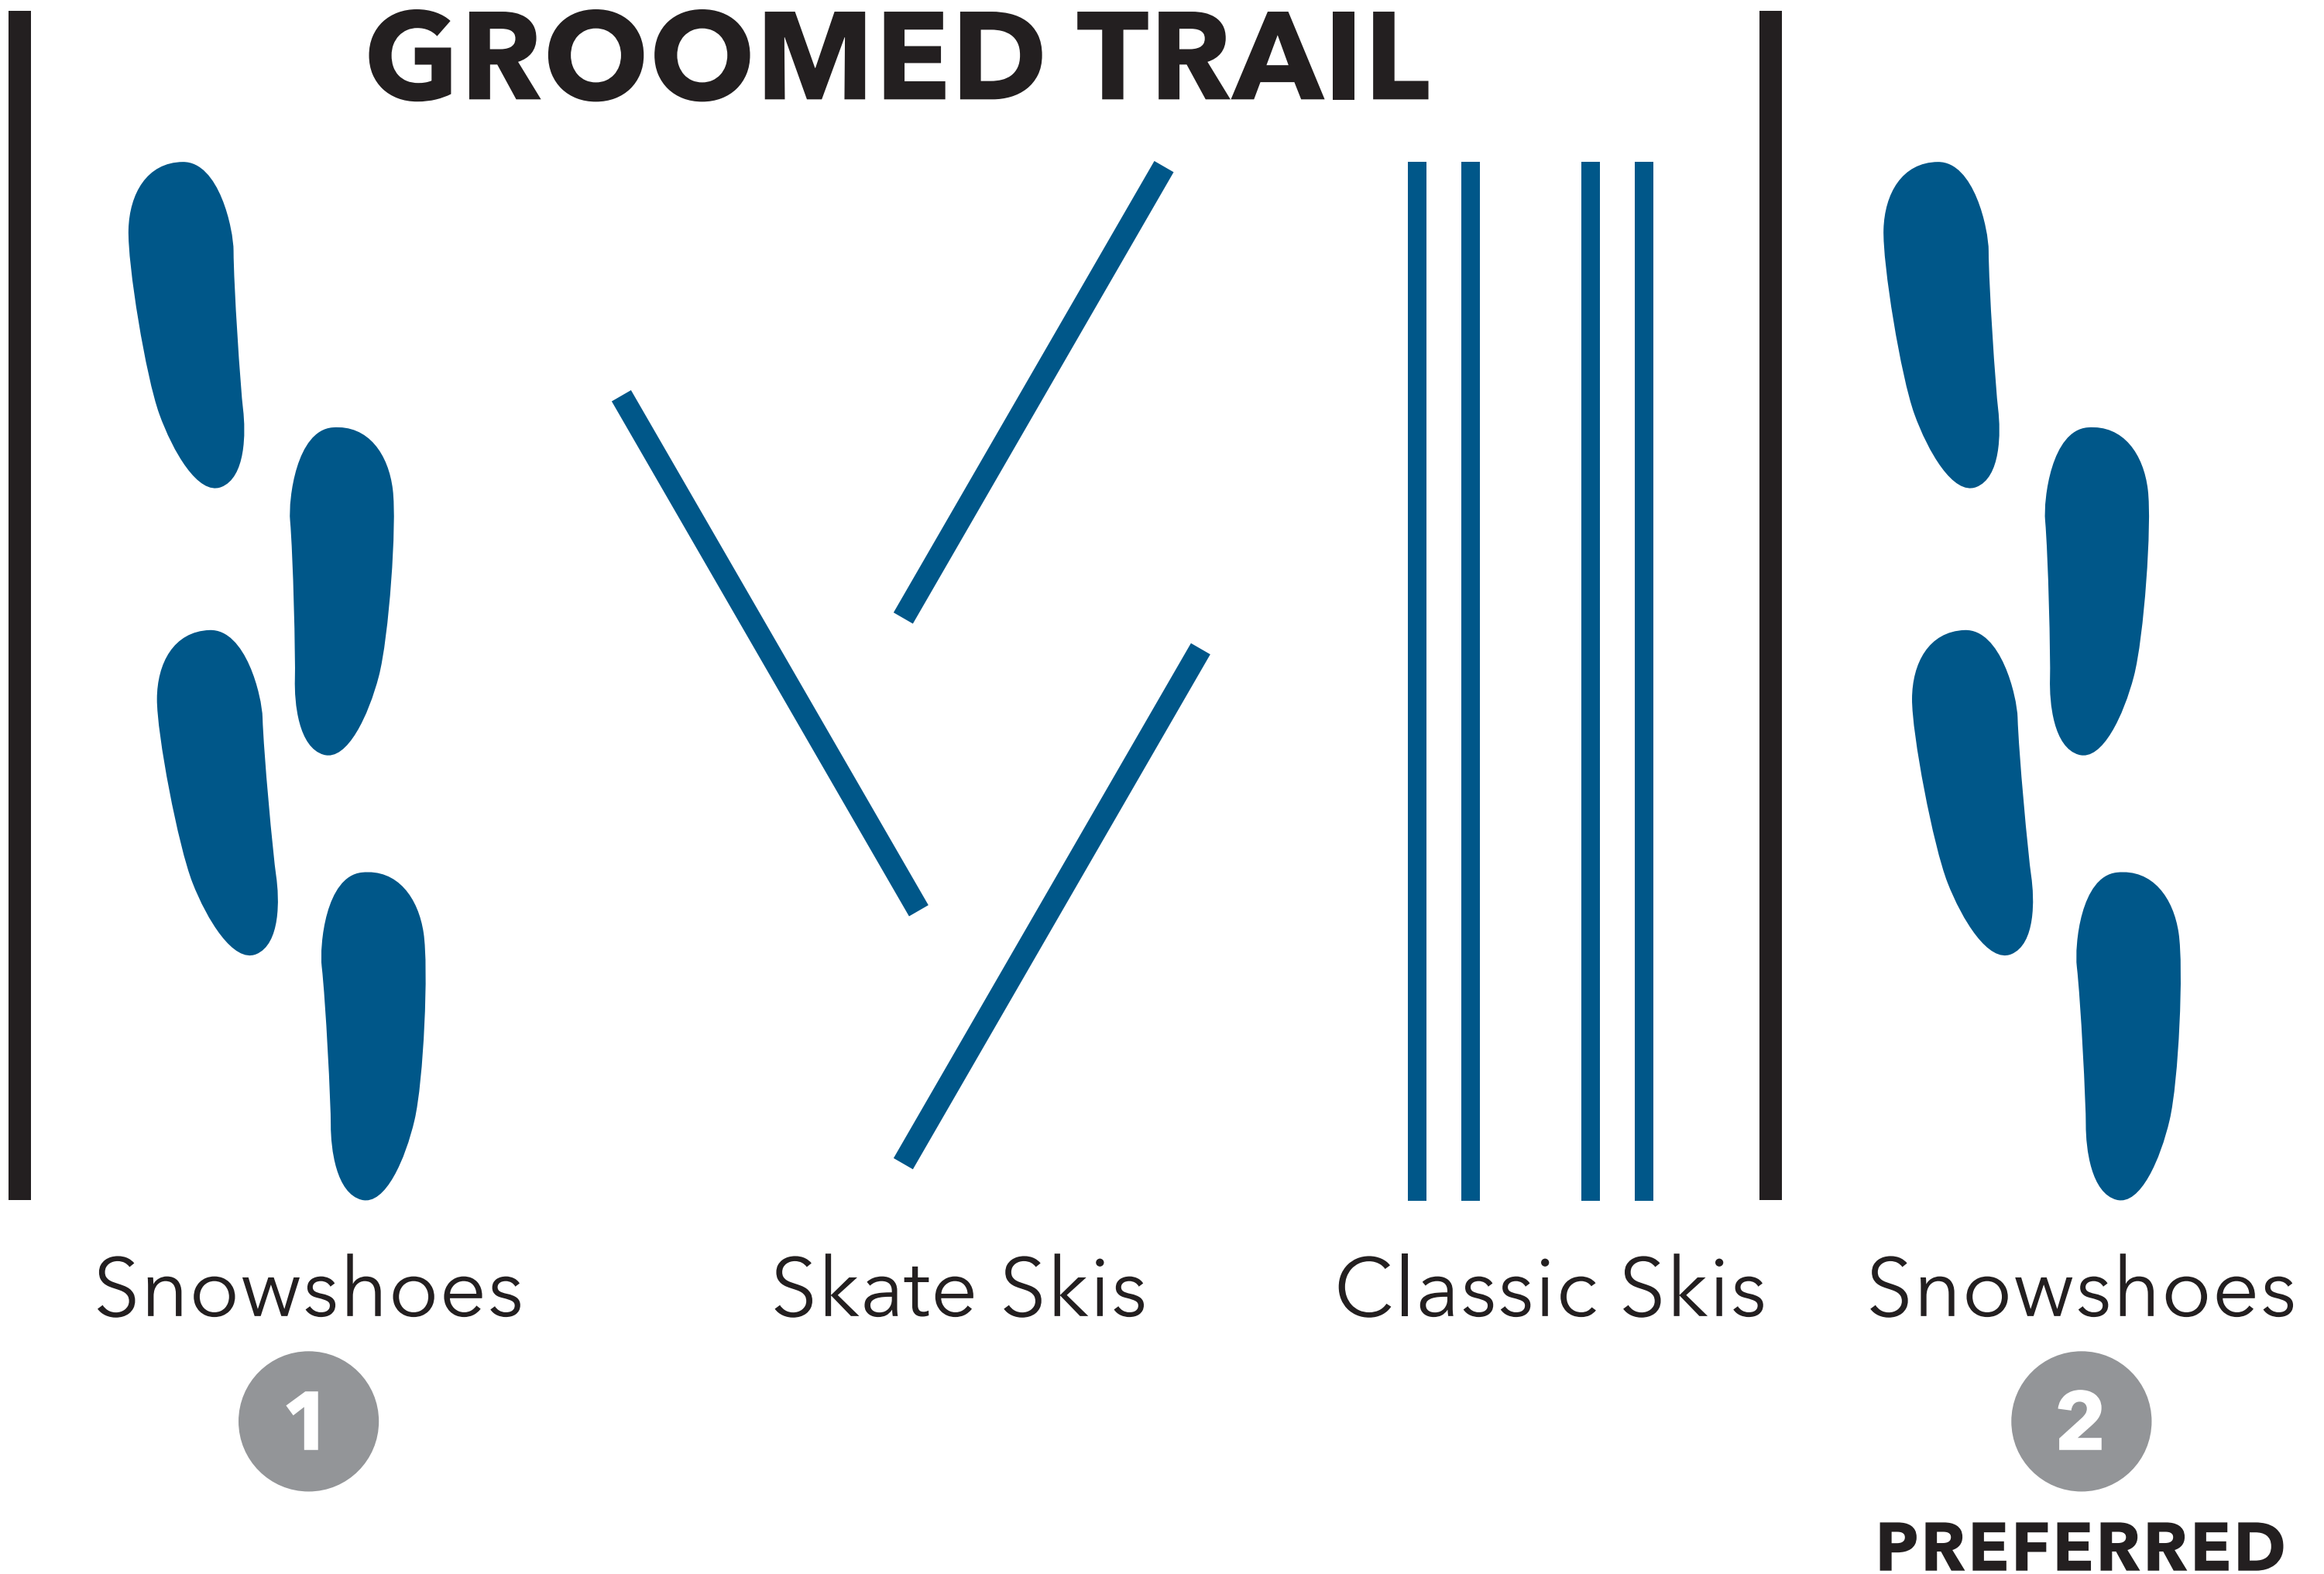 GROOMED TRAIL
Snowshoes
Skate Skis
Classic Skis
Snowshoes
1
2
PREFERRED